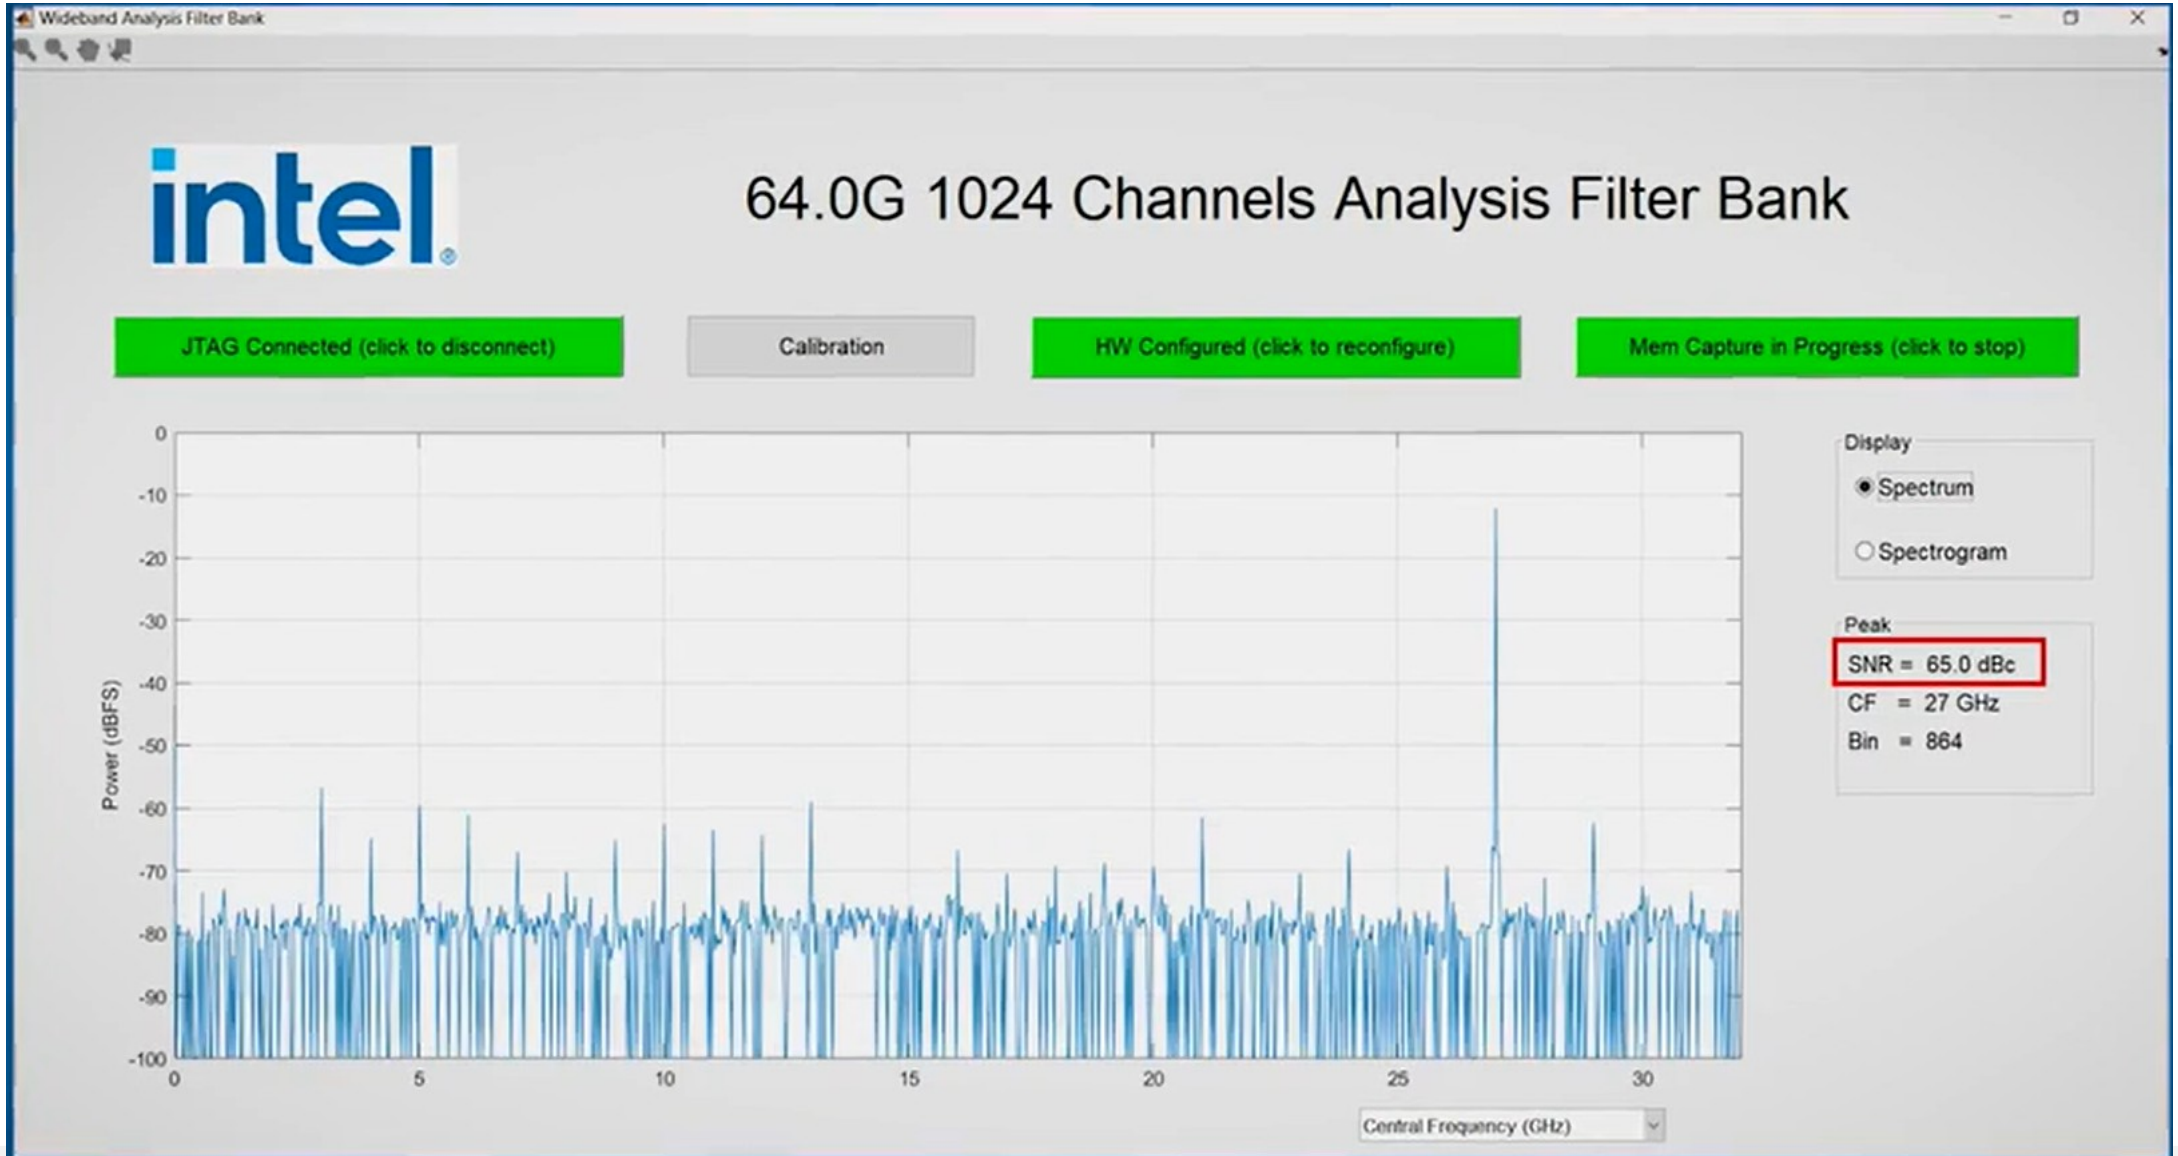 Wideband Analysis Filter Bank
intel®
64.0G 1024 Channels Analysis Filter Bank
JTAG Connected (click to disconnect)
Calibration
HW Configured (click to reconfigure)
Mem Capture in Progress (click to stop)
Display
Spectrum
Spectrogram
Peak
SNR = 65.0 dBc
CF = 27 GHz
Bin = 864
Power (dBFS)
0
-10
-20
-30
-40
-50
-60
-70
-80
-90
-100
0 5 10 15 20 25 30
Central Frequency (GHz)